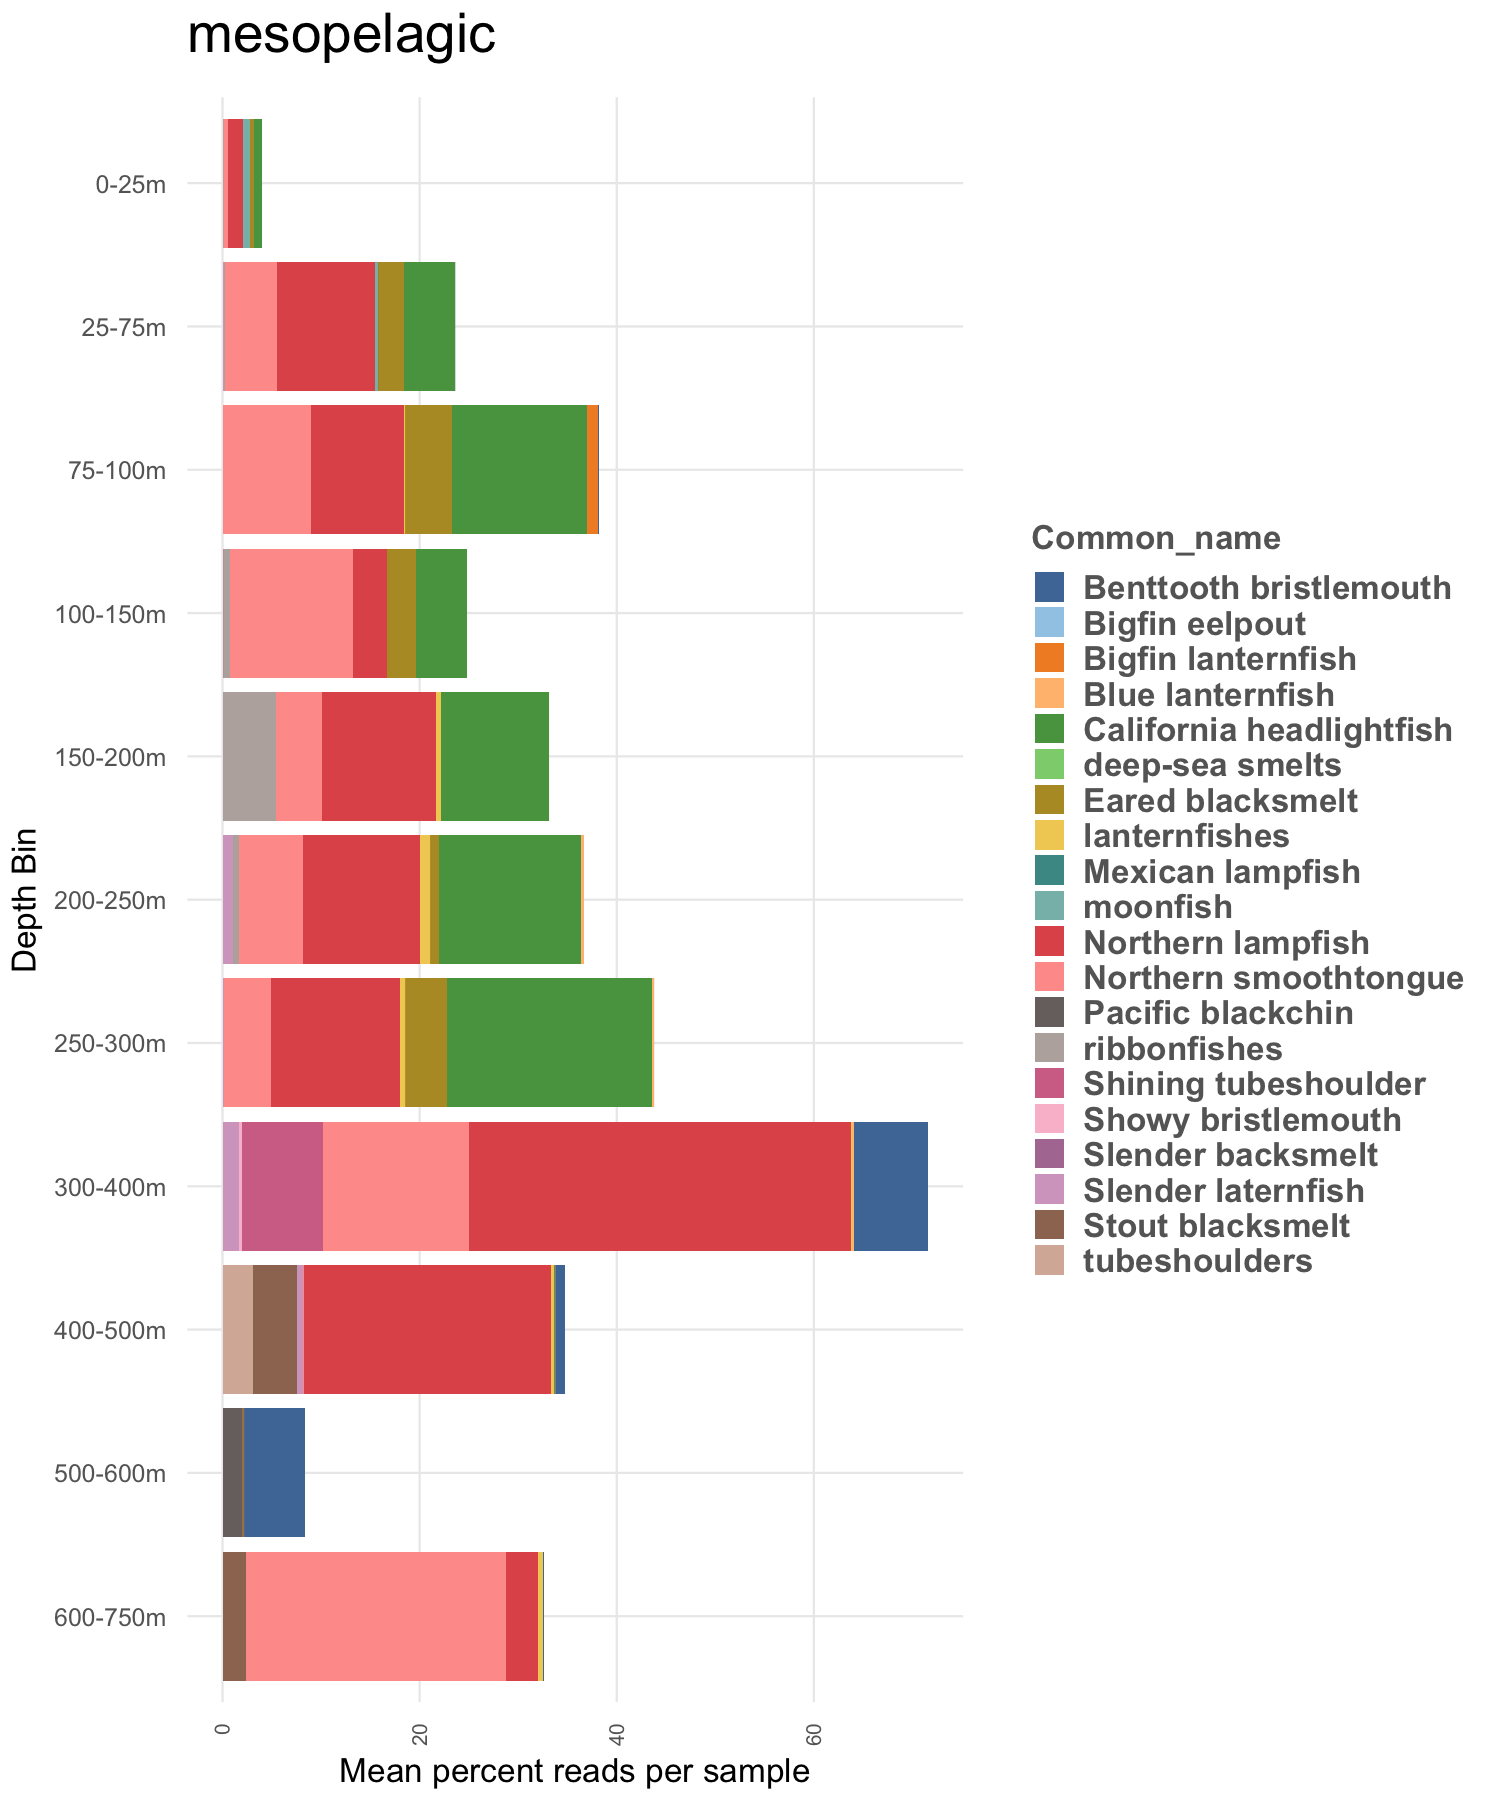 mesopelagic
0-25m
25-75m
75-100m
100-150m
150-200m
200-250m
250-300m
300-400m
400-500m
500-600m
600-750m
Depth Bin
0
20
40
60
Mean percent reads per sample
Common_name
Benttooth bristlemouth
Bigfin eelpout
Bigfin lanternfish
Blue lanternfish
California headlightfish
deep-sea smelts
Eared blacksmelt
lanternfishes
Mexican lampfish
moonfish
Northern lampfish
Northern smoothtongue
Pacific blackchin
ribbonfishes
Shining tubeshoulder
Showy bristlemouth
Slender backsmelt
Slender laternfish
Stout blacksmelt
tubeshoulders